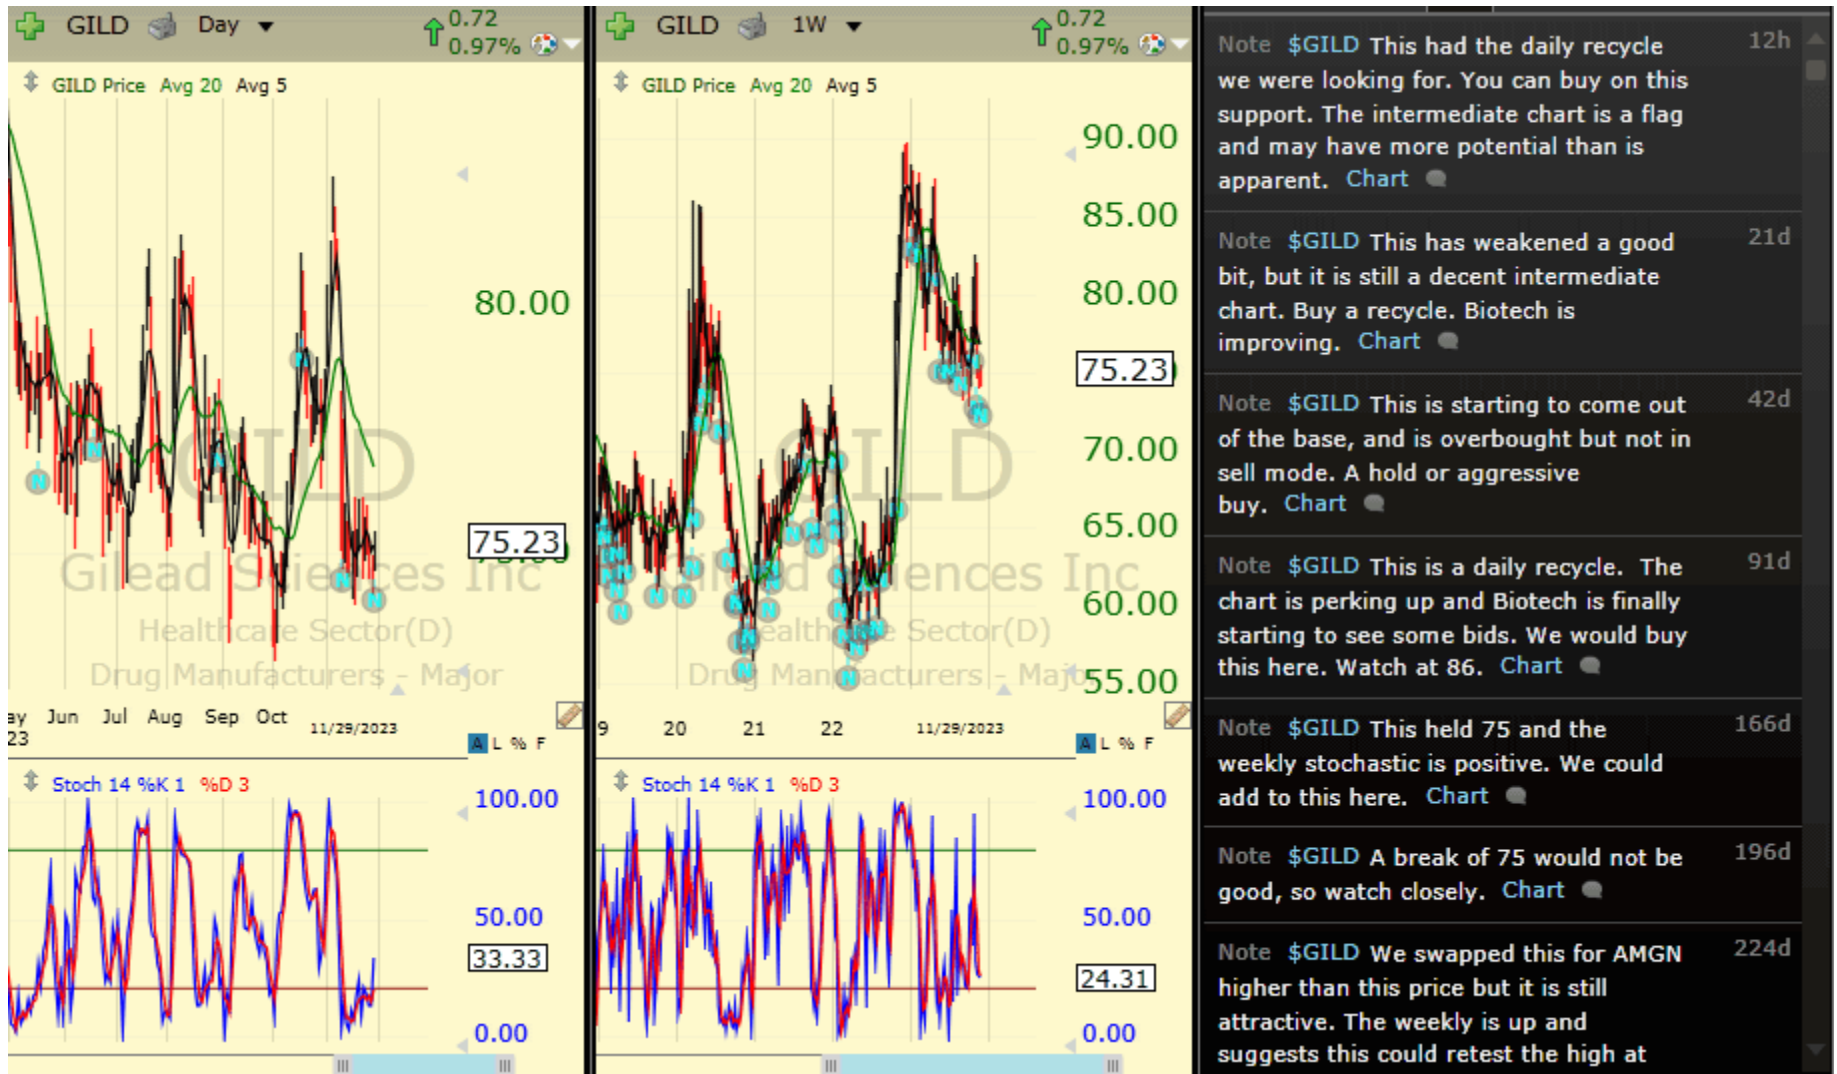 GILD Day
0.72
0.97%
GILD Price Avg 20 Avg 5
80.00
75.23
GILD
Gilead Sciences Inc
Healthcare Sector(D)
Drug Manufacturers - Major
Jun Jul Aug Sep Oct 11/29/2023
23
A L % F
Stoch 14 %K 1 %D 3
100.00
50.00
33.33
0.00
GILD 1W
0.72
0.97%
GILD Price Avg 20 Avg 5
90.00
85.00
80.00
75.23
70.00
65.00
60.00
55.00
GILD
Gilead Sciences Inc
Healthcare Sector(D)
Drug Manufacturers - Major
9 20 21 22 11/29/2023
A L % F
Stoch 14 %K 1 %D 3
100.00
50.00
24.31
0.00
Note $GILD This had the daily recycle 12h
we were looking for. You can buy on this
support. The intermediate chart is a flag
and may have more potential than is
apparent. Chart
Note $GILD This has weakened a good 21d
bit, but it is still a decent intermediate
chart. Buy a recycle. Biotech is
improving. Chart
Note $GILD This is starting to come out 42d
of the base, and is overbought but not in
sell mode. A hold or aggressive
buy. Chart
Note $GILD This is a daily recycle. The 91d
chart is perking up and Biotech is finally
starting to see some bids. We would buy
this here. Watch at 86. Chart
Note $GILD This held 75 and the 166d
weekly stochastic is positive. We could
add to this here. Chart
Note $GILD A break of 75 would not be 196d
good, so watch closely. Chart
Note $GILD We swapped this for AMGN 224d
higher than this price but it is still
attractive. The weekly is up and
suggests this could retest the high at